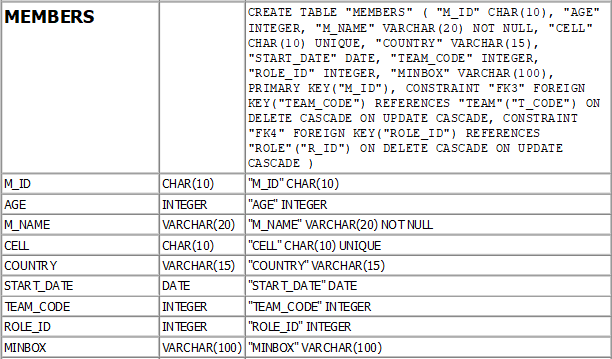 MEMBERS
CREATE TABLE "MEMBERS" ( "M_ID" CHAR(10), "AGE"
INTEGER, "M_NAME" VARCHAR(20) NOT NULL, "CELL"
CHAR(10) UNIQUE, "COUNTRY" VARCHAR(15),
"START_DATE" DATE, "TEAM_CODE" INTEGER,
"ROLE_ID" INTEGER, "MINBOX" VARCHAR(100),
PRIMARY KEY("M_ID"), CONSTRAINT "FK3" FOREIGN
KEY("TEAM_CODE") REFERENCES "TEAM"("T_CODE") ON
DELETE CASCADE ON UPDATE CASCADE, CONSTRAINT
"FK4" FOREIGN KEY("ROLE_ID") REFERENCES
"ROLE"("R_ID") ON DELETE CASCADE ON UPDATE
CASCADE )
M_ID CHAR(10) "M_ID" CHAR(10)
AGE INTEGER "AGE" INTEGER
M_NAME VARCHAR(20) "M_NAME" VARCHAR(20) NOT NULL
CELL CHAR(10) "CELL" CHAR(10) UNIQUE
COUNTRY VARCHAR(15) "COUNTRY" VARCHAR(15)
START_DATE DATE "START_DATE" DATE
TEAM_CODE INTEGER "TEAM_CODE" INTEGER
ROLE_ID INTEGER "ROLE_ID" INTEGER
MINBOX VARCHAR(100) "MINBOX" VARCHAR(100)